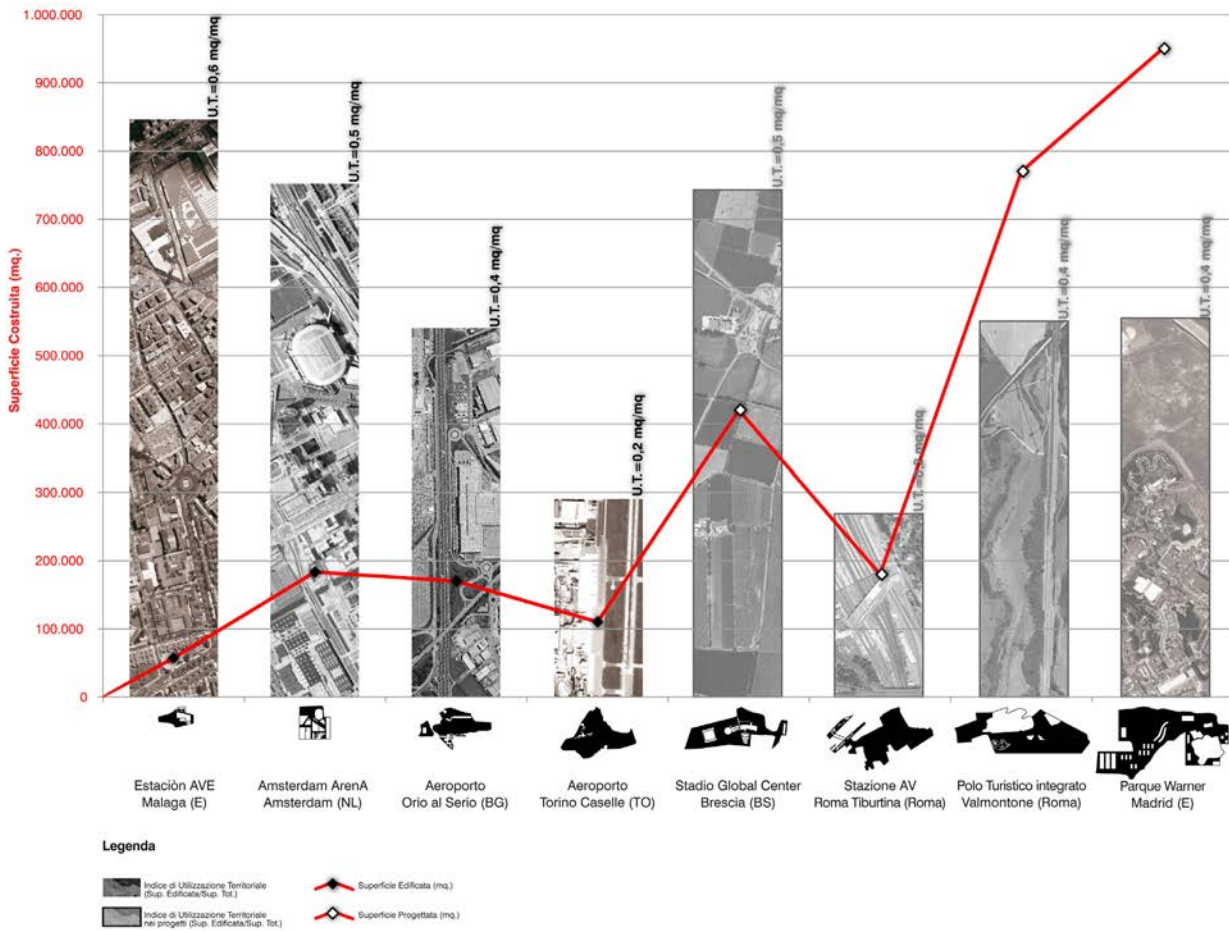 1.000.000
900.000
800.000
700.000
600.000
500.000
400.000
300.000
200.000
100.000
0
Superficie Costruita (mq.)
U.T.=0,6 mq/mq
U.T.=0,5 mq/mq
U.T.=0,4 mq/mq
U.T.=0,2 mq/mq
U.T.=0,5 mq/mq
mq/mq
U.T.=0,4 mq/mq
U.T.=0,4 mq/mq
Estaciòn AVE
Malaga (E)
Amsterdam ArenA
Amsterdam (NL)
Aeroporto
Orio al Serio (BG)
Aeroporto
Torino Caselle (TO)
Stadio Global Center
Brescia (BS)
Stazione AV
Roma Tiburtina (Roma)
Polo Turistico integrato
Valmontone (Roma)
Parque Warner
Madrid (E)
Legenda
Indice di Utilizzazione Territoriale
(Sup. Edificata/Sup. Tot.)
Indice di Utilizzazione Territoriale
nei progetti (Sup. Edificata/Sup. Tot.)
Superficie Edificata (mq.)
Superficie Progettata (mq.)